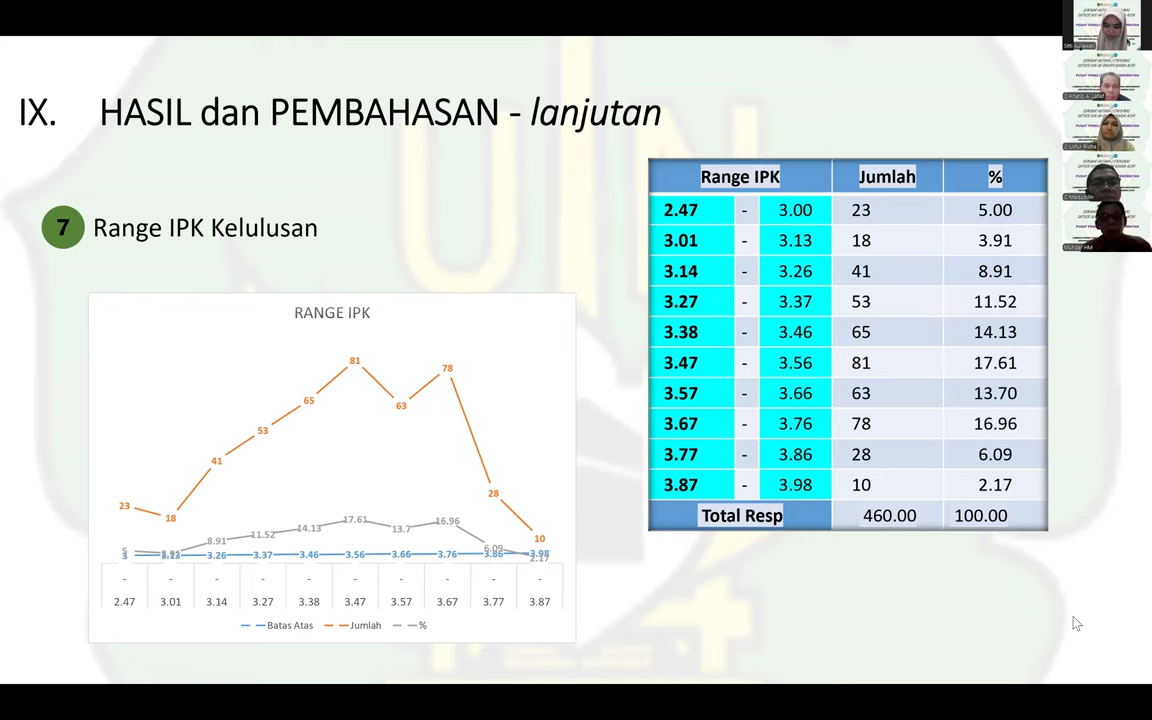 IX. HASIL dan PEMBAHASAN - lanjutan
7 Range IPK Kelulusan
RANGE IPK
81
78
65
63
53
41
28
23
18
10
17.61
16.96
14.13
13.7
11.52
8.91
6.09
5
2.17
3
3.26
3.37
3.46
3.56
3.66
3.76
3.86
3.98
- - - - - - - - - -
2.47 3.01 3.14 3.27 3.38 3.47 3.57 3.67 3.77 3.87
Batas Atas Jumlah %
Range IPK Jumlah %
2.47 - 3.00 23 5.00
3.01 - 3.13 18 3.91
3.14 - 3.26 41 8.91
3.27 - 3.37 53 11.52
3.38 - 3.46 65 14.13
3.47 - 3.56 81 17.61
3.57 - 3.66 63 13.70
3.67 - 3.76 78 16.96
3.77 - 3.86 28 6.09
3.87 - 3.98 10 2.17
Total Resp 460.00 100.00
UIN